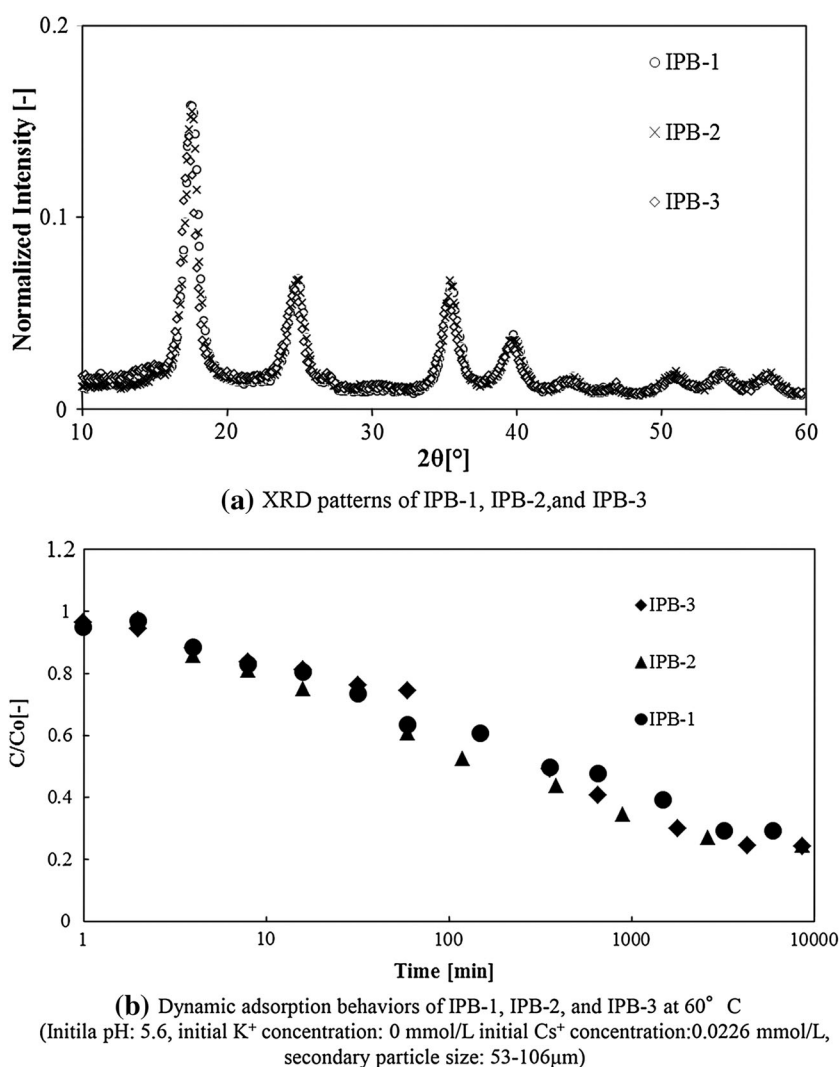 0.2
0.1
0
Normalized Intensity [-]
IPB-1
IPB-2
IPB-3
10 20 30 40 50 60
2θ[°]
(a) XRD patterns of IPB-1, IPB-2,and IPB-3
1.2
1
0.8
0.6
0.4
0.2
0
C/Co[-]
IPB-3
IPB-2
IPB-1
1 10 100 1000 10000
Time [min]
(b) Dynamic adsorption behaviors of IPB-1, IPB-2, and IPB-3 at 60° C
(Initila pH: 5.6, initial K⁺ concentration: 0 mmol/L initial Cs⁺ concentration:0.0226 mmol/L,
secondary particle size: 53-106μm)